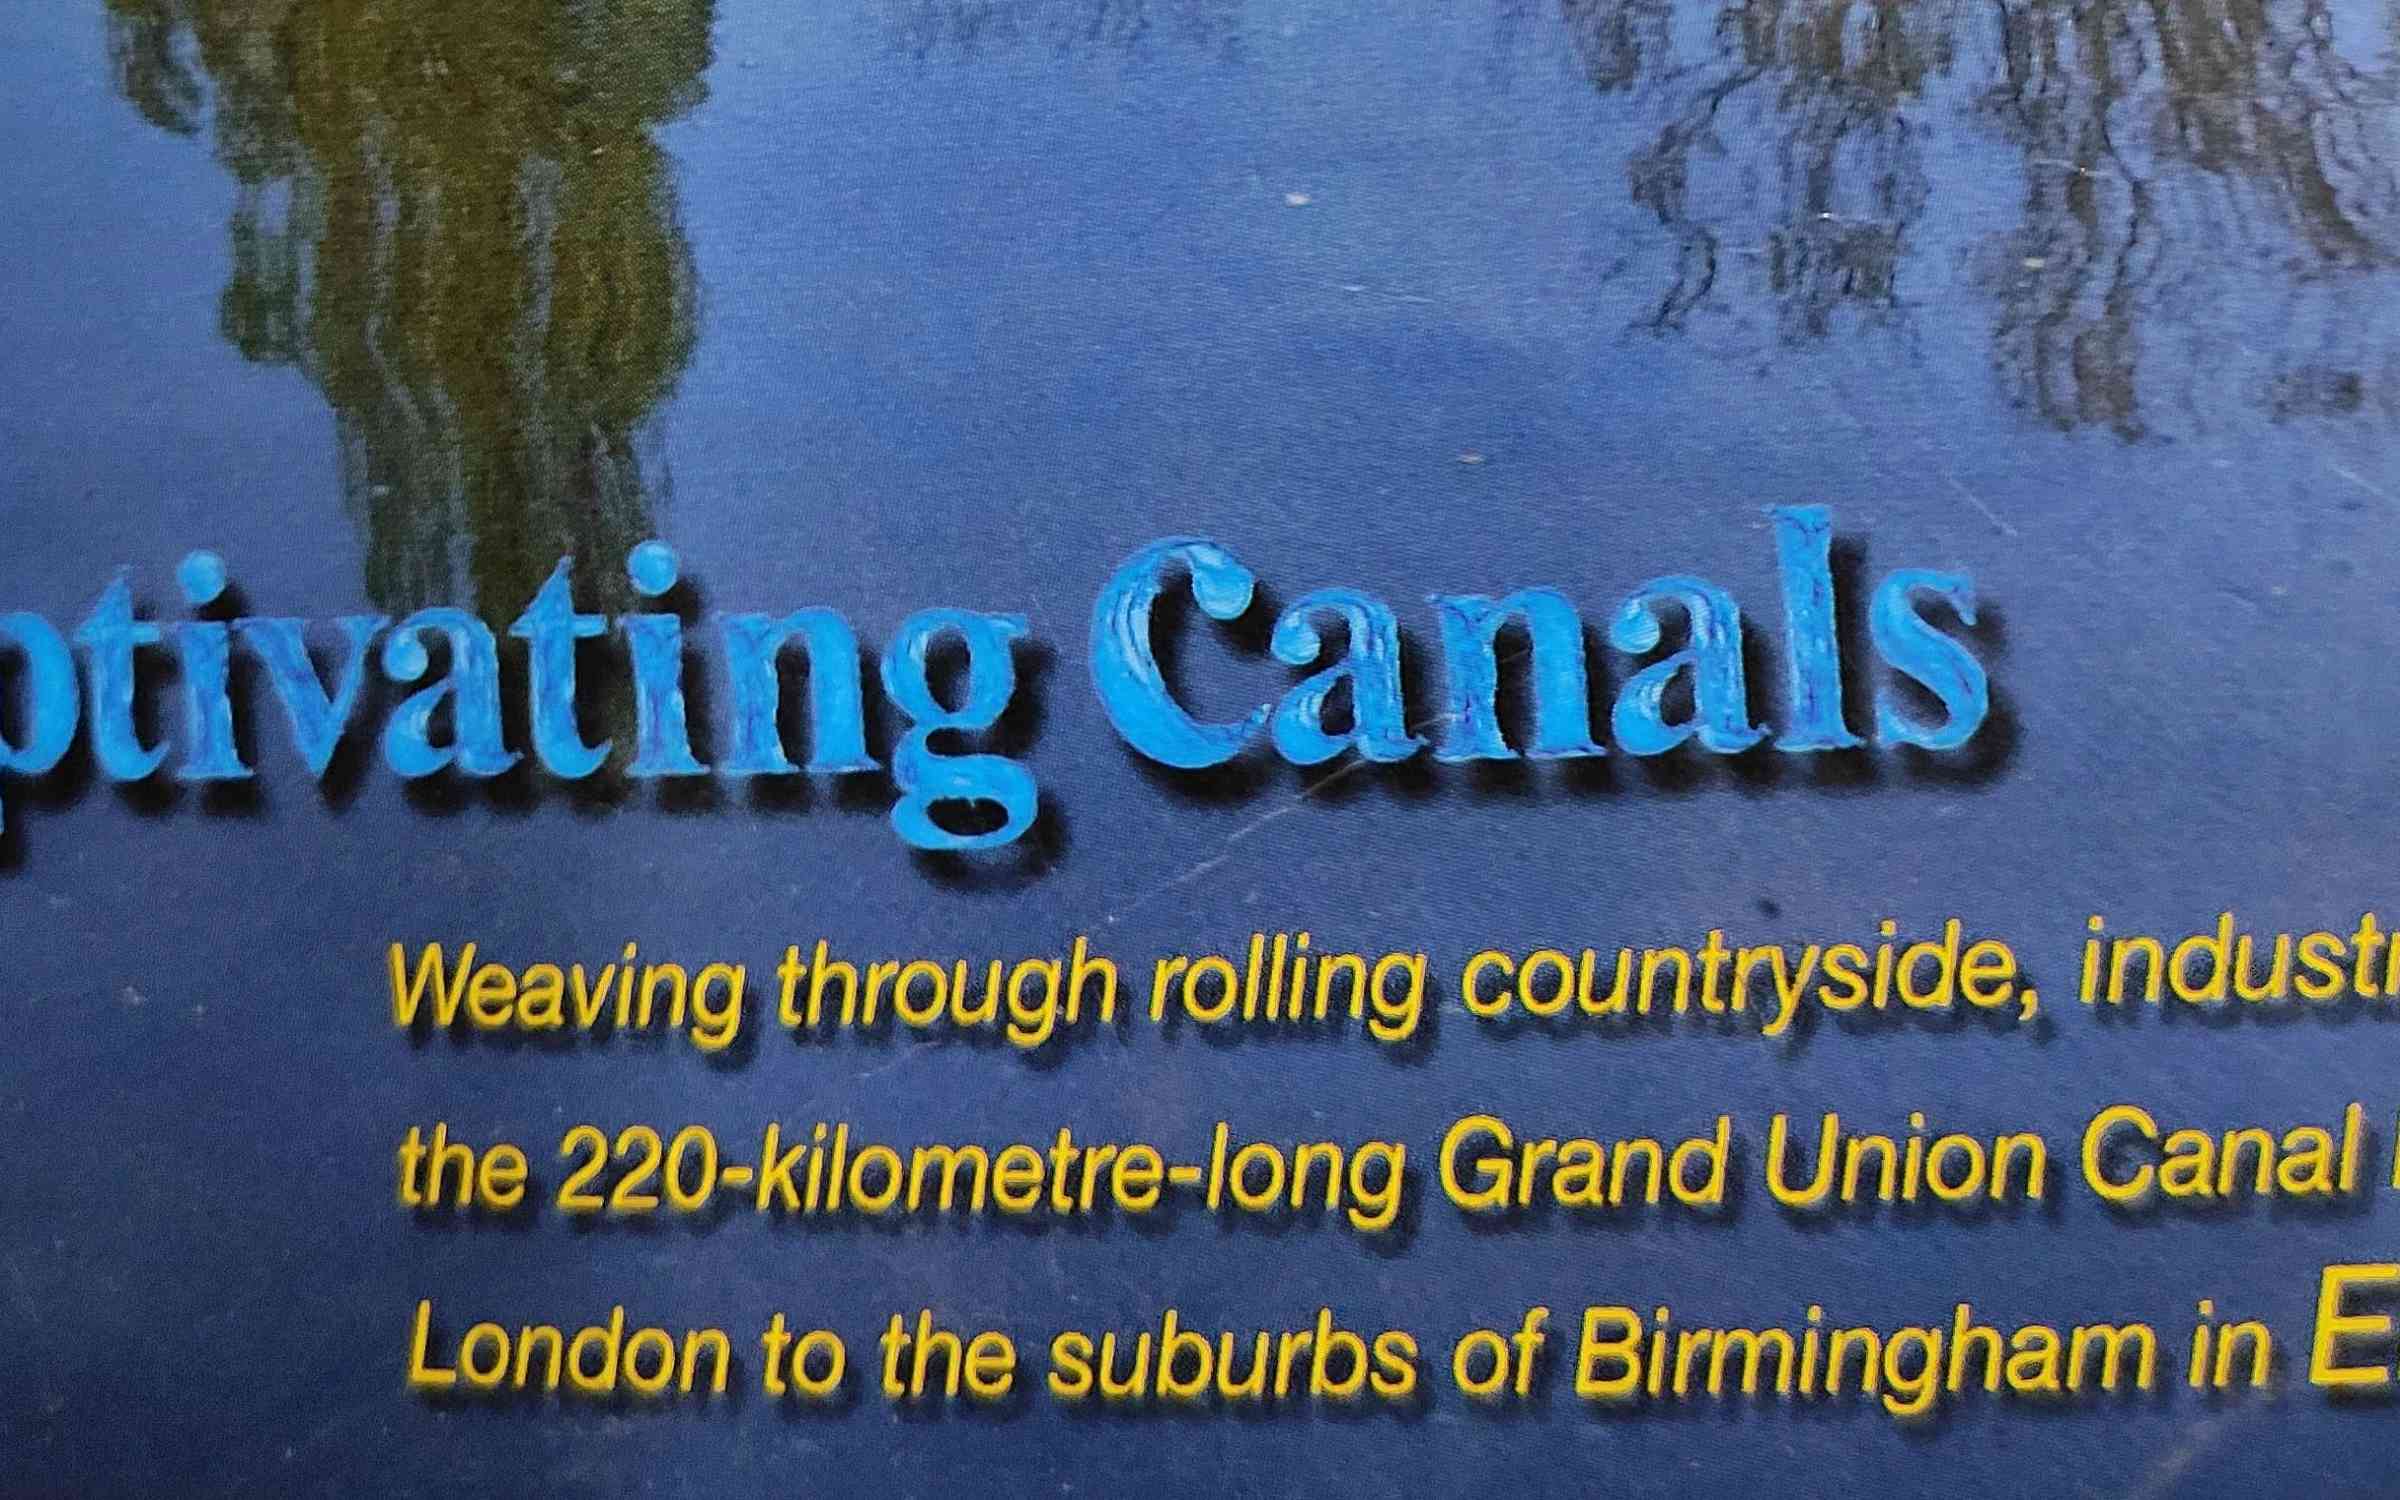 ptivating Canals
Weaving through rolling countryside, industr
the 220-kilometre-long Grand Union Canal
London to the suburbs of Birmingham in E